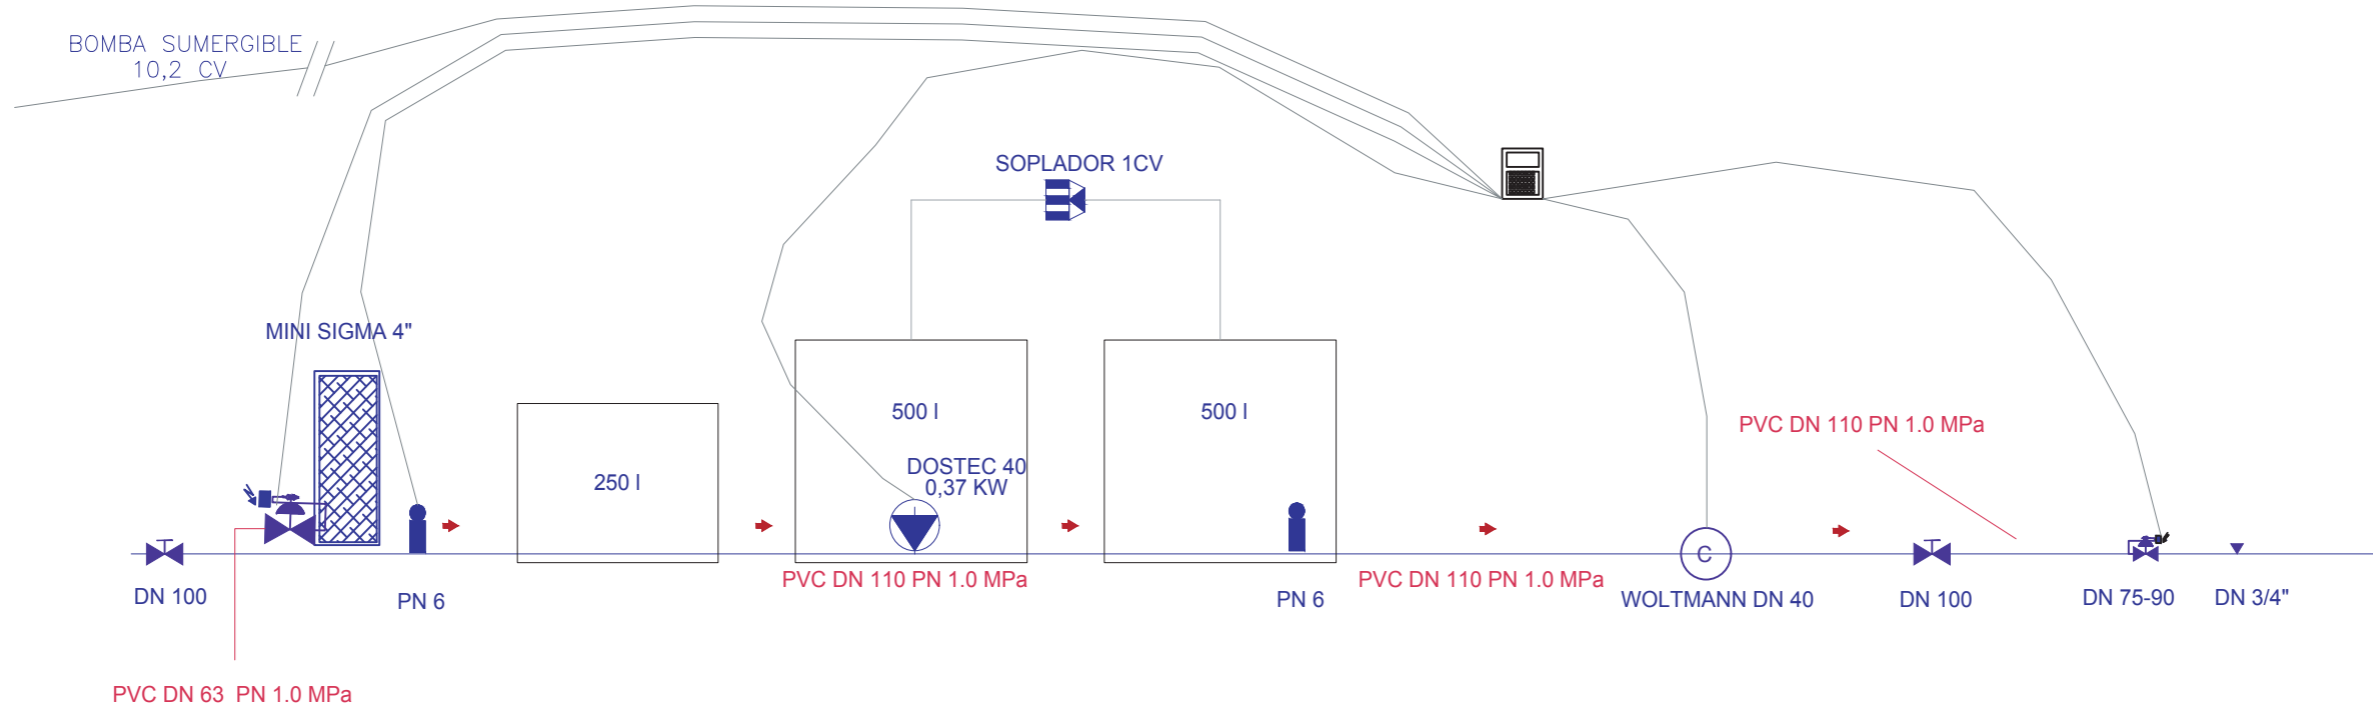 BOMBA SUMERGIBLE
10,2 CV
SOPLADOR 1CV
MINI SIGMA 4"
500 l
500 l
250 l
DOSTEC 40
0,37 KW
PVC DN 110 PN 1.0 MPa
C
PVC DN 110 PN 1.0 MPa
PVC DN 110 PN 1.0 MPa
DN 100
PN 6
PN 6
WOLTMANN DN 40
DN 100
DN 75-90
DN 3/4"
PVC DN 63 PN 1.0 MPa